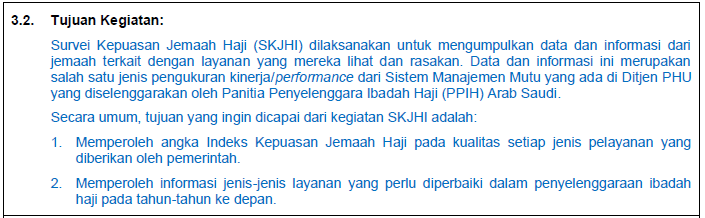 3.2. Tujuan Kegiatan:
Survei Kepuasan Jemaah Haji (SKJHI) dilaksanakan untuk mengumpulkan data dan informasi dari
jemaah terkait dengan layanan yang mereka lihat dan rasakan. Data dan informasi ini merupakan
salah satu jenis pengukuran kinerja/performance dari Sistem Manajemen Mutu yang ada di Ditjen PHU
yang diselenggarakan oleh Panitia Penyelenggara Ibadah Haji (PPIH) Arab Saudi.
Secara umum, tujuan yang ingin dicapai dari kegiatan SKJHI adalah:
1. Memperoleh angka Indeks Kepuasan Jemaah Haji pada kualitas setiap jenis pelayanan yang
diberikan oleh pemerintah.
2. Memperoleh informasi jenis-jenis layanan yang perlu diperbaiki dalam penyelenggaraan ibadah
haji pada tahun-tahun ke depan.